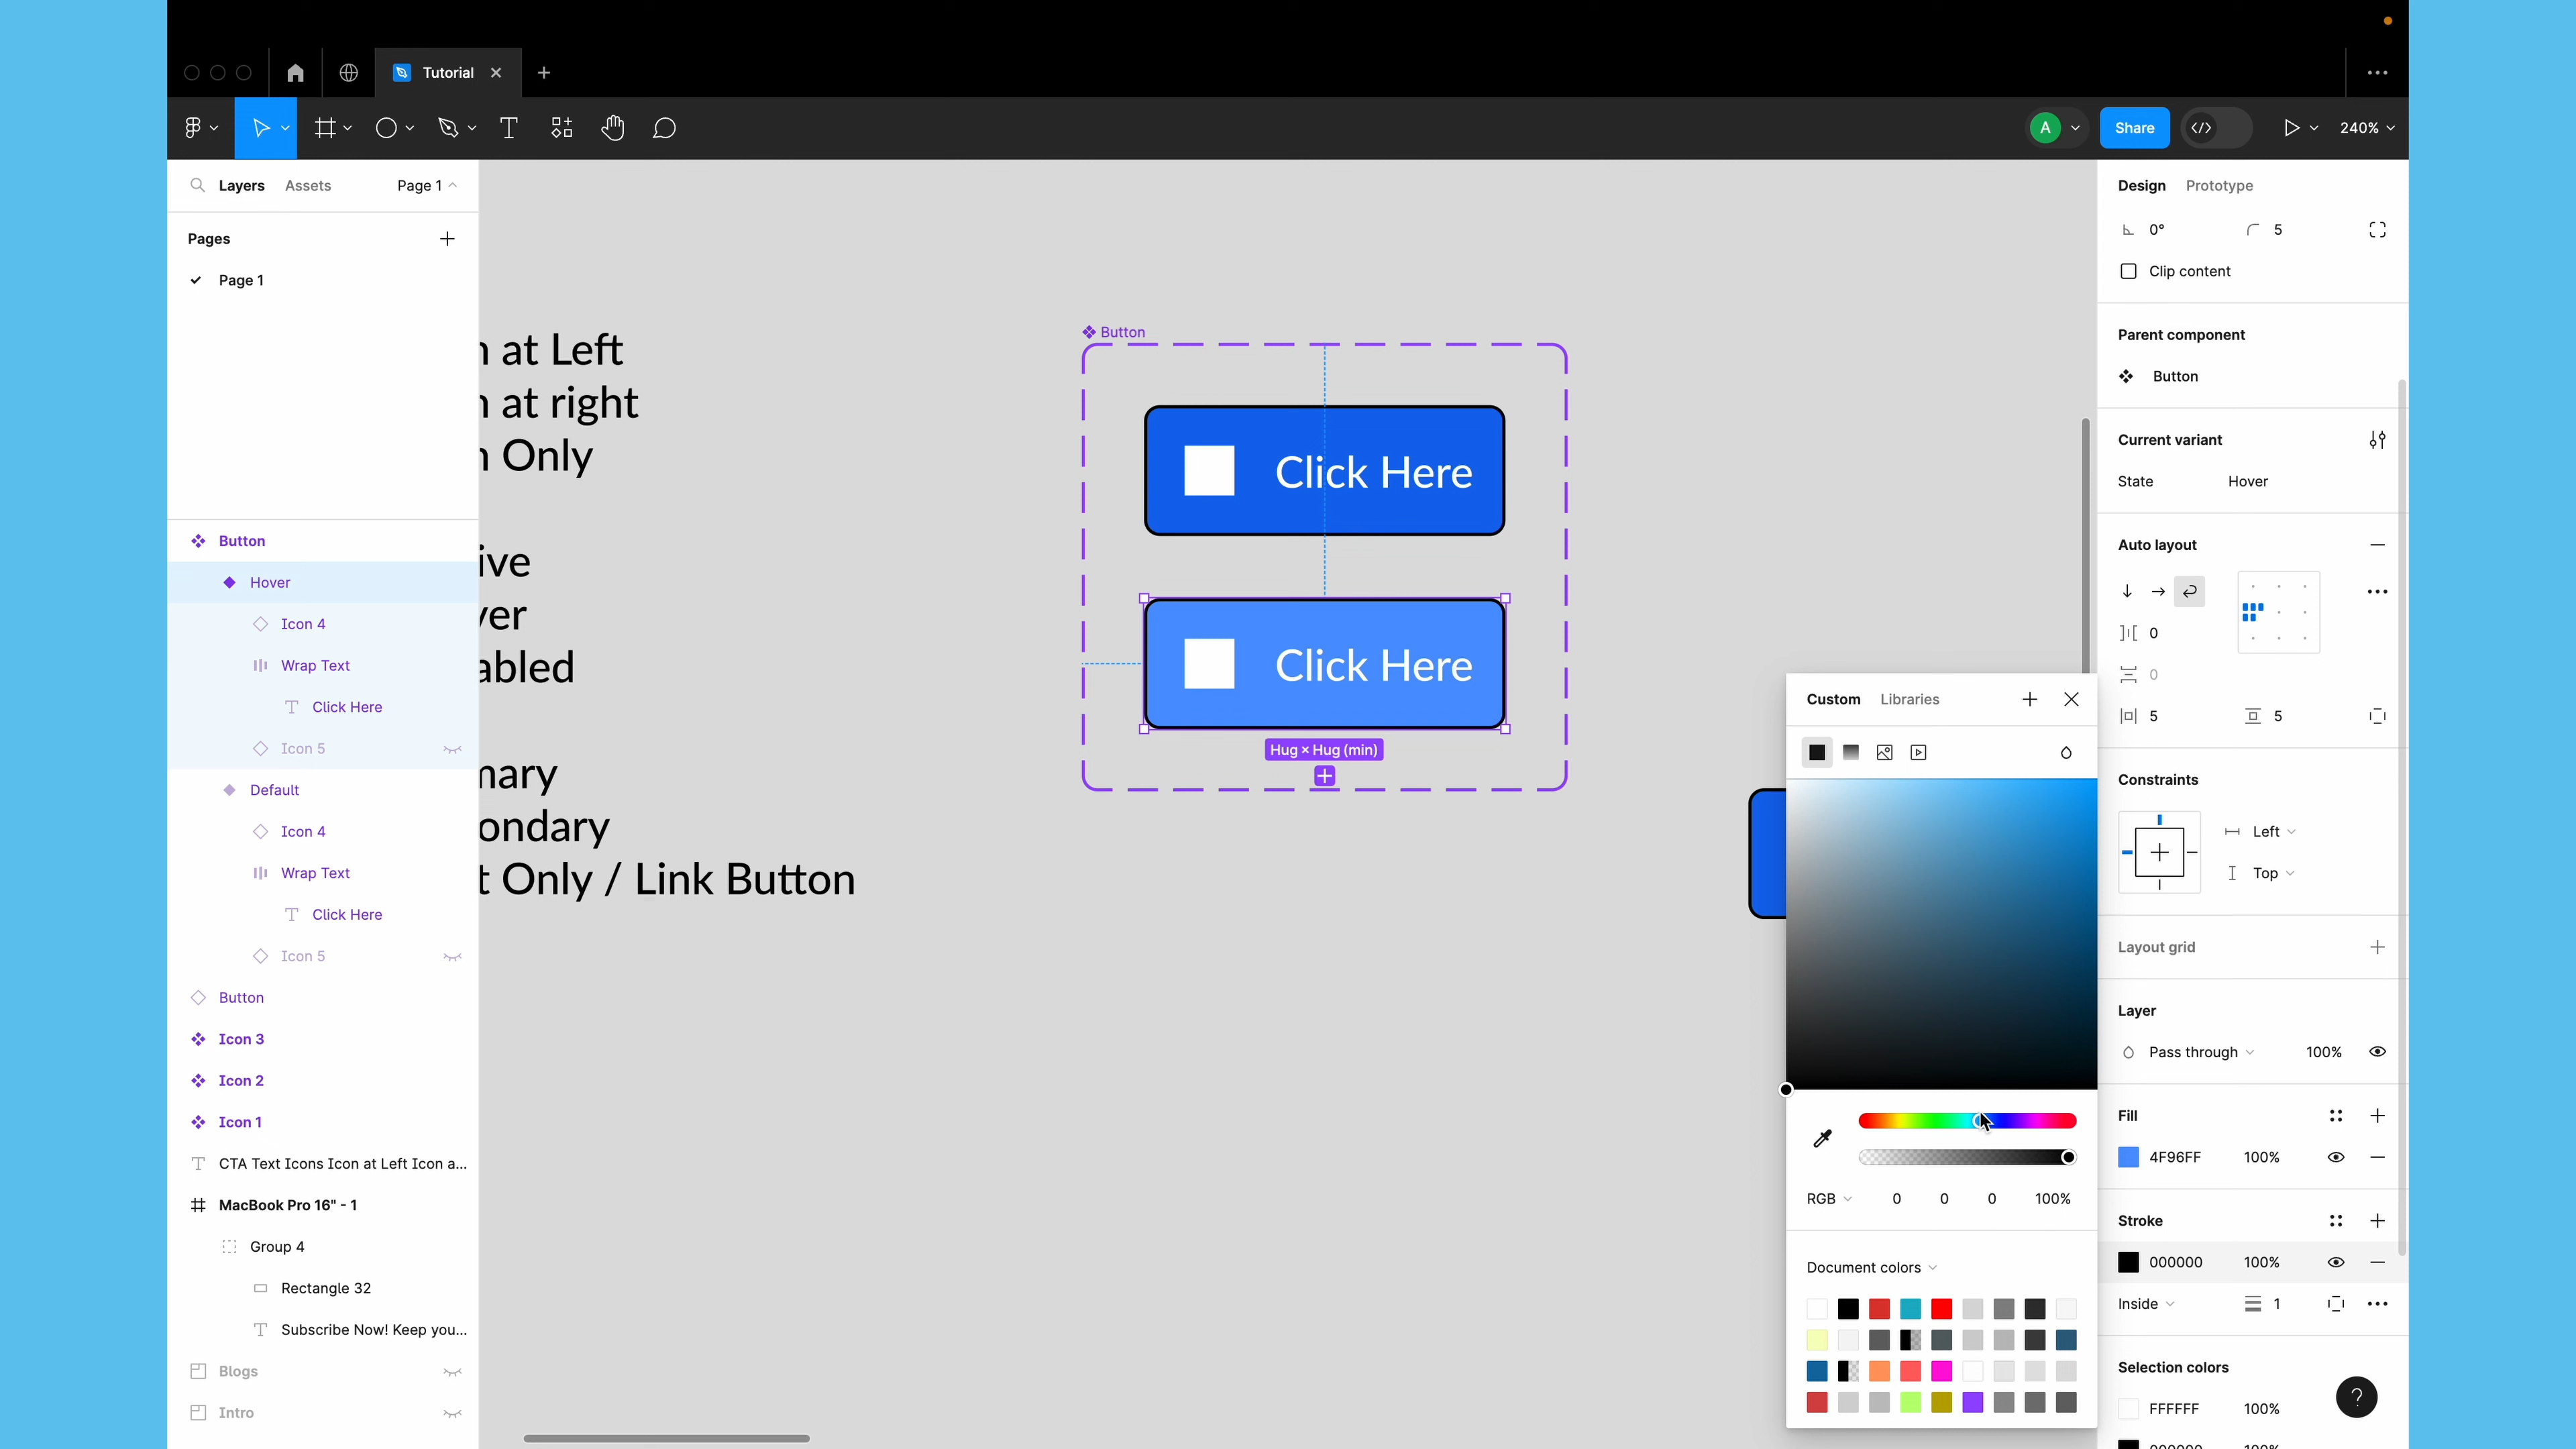 Tutorial
A
Share
240%
Layers
Assets
Page 1
Pages
Page 1
Button
Hover
Icon 4
Wrap Text
Click Here
Icon 5
Default
Icon 4
Wrap Text
Click Here
Icon 5
Button
Icon 3
Icon 2
Icon 1
CTA Text Icons Icon at Left Icon a...
MacBook Pro 16" - 1
Group 4
Rectangle 32
Subscribe Now! Keep you...
Blogs
Intro
n at Left
n at right
n Only
ive
ver
abled
mary
ondary
t Only / Link Button
Button
Click Here
Click Here
Hug × Hug (min)
Custom
Libraries
RGB
0
0
0
100%
Document colors
Design
Prototype
0°
5
Clip content
Parent component
Button
Current variant
State
Hover
Auto layout
0
0
5
5
Constraints
Left
Top
Layout grid
Layer
Pass through
100%
Fill
4F96FF
100%
Stroke
000000
100%
Inside
1
Selection colors
FFFFFF
100%
?
000000
100%